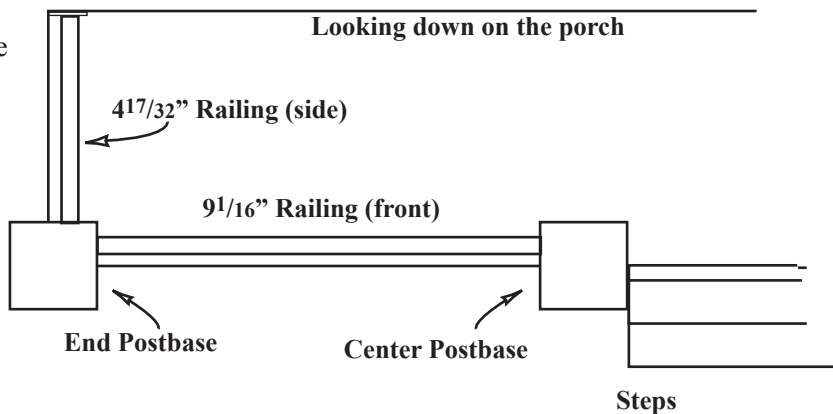 Looking down on the porch
e
4 17/32” Railing (side)
9 1/16” Railing (front)
End Postbase
Center Postbase
Steps